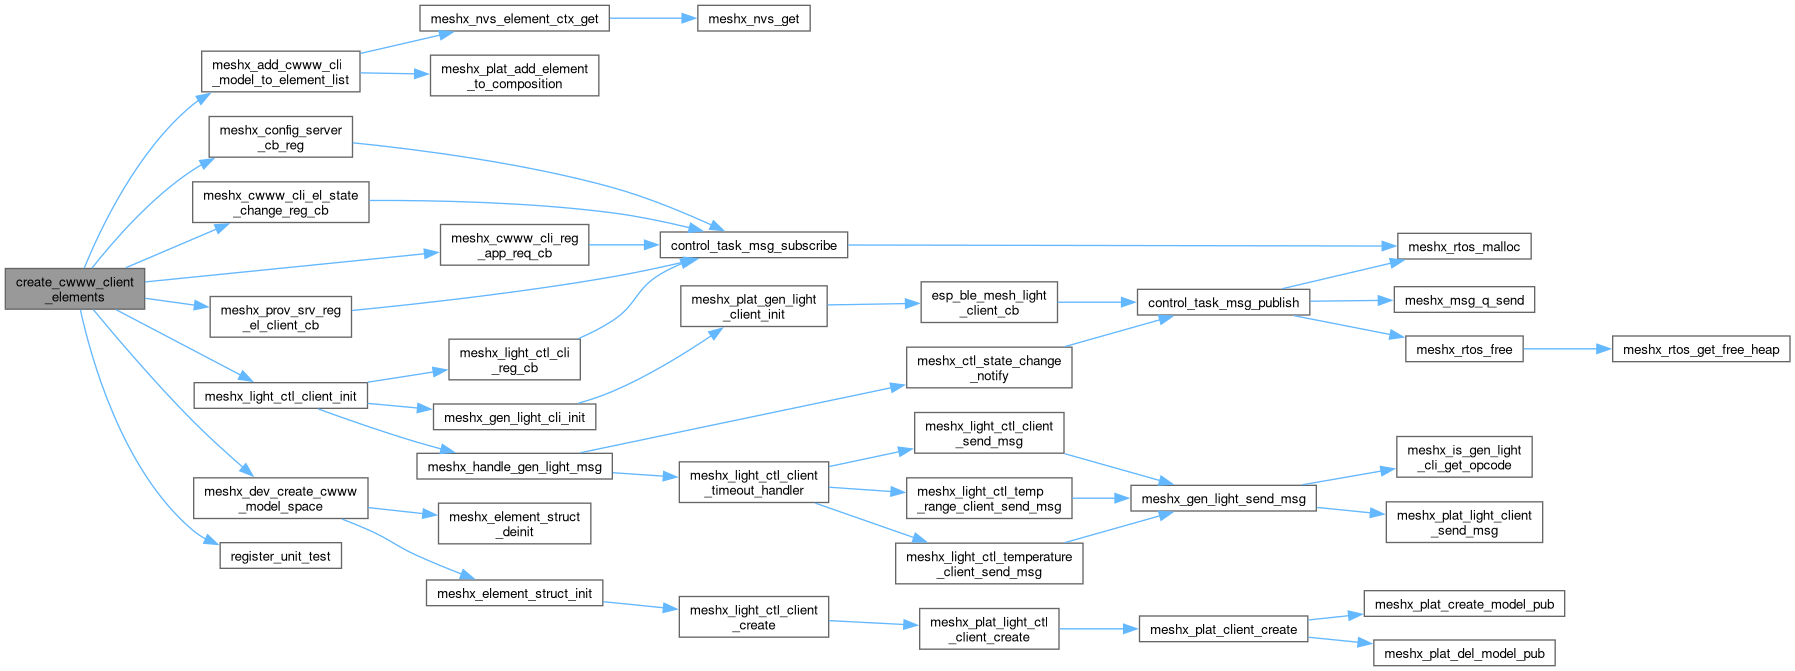 create_cwww_client
_elements
meshx_add_cwww_cli
_model_to_element_list
meshx_nvs_element_ctx_get
meshx_nvs_get
meshx_plat_add_element
_to_composition
meshx_config_server
_cb_reg
meshx_cwww_cli_el_state
_change_reg_cb
meshx_cwww_cli_reg
_app_req_cb
control_task_msg_subscribe
meshx_rtos_malloc
meshx_prov_srv_reg
_el_client_cb
meshx_plat_gen_light
_client_init
esp_ble_mesh_light
_client_cb
control_task_msg_publish
meshx_msg_q_send
meshx_rtos_free
meshx_rtos_get_free_heap
meshx_light_ctl_client_init
meshx_light_ctl_cli
_reg_cb
meshx_gen_light_cli_init
meshx_handle_gen_light_msg
meshx_ctl_state_change
_notify
meshx_light_ctl_client
_timeout_handler
meshx_light_ctl_client
_send_msg
meshx_light_ctl_temp
_range_client_send_msg
meshx_light_ctl_temperature
_client_send_msg
meshx_gen_light_send_msg
meshx_is_gen_light
_cli_get_opcode
meshx_plat_light_client
_send_msg
meshx_dev_create_cwww
_model_space
meshx_element_struct
_deinit
meshx_element_struct_init
meshx_light_ctl_client
_create
meshx_plat_light_ctl
_client_create
meshx_plat_client_create
meshx_plat_create_model_pub
meshx_plat_del_model_pub
register_unit_test